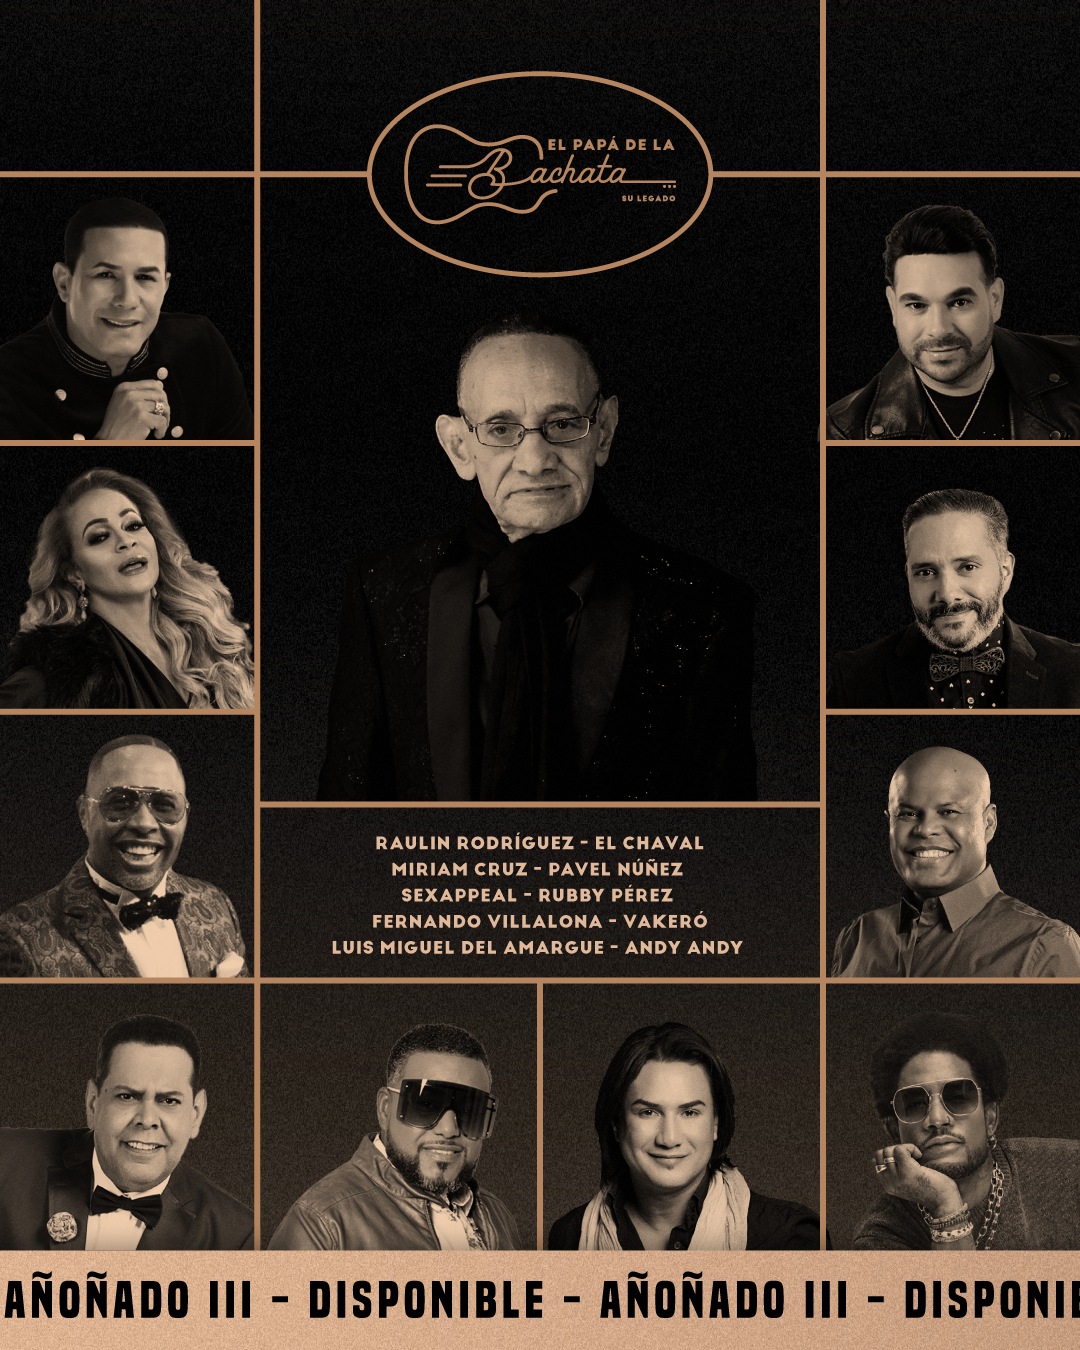 EL PAPÁ DE LA
Bachata...
SU LEGADO
RAULIN RODRÍGUEZ - EL CHAVAL
MIRIAM CRUZ - PAVEL NÚÑEZ
SEXAPPEAL - RUBBY PÉREZ
FERNANDO VILLALONA - VAKERÓ
LUIS MIGUEL DEL AMARGUE - ANDY ANDY
AÑOÑADO III - DISPONIBLE - AÑOÑADO III - DISPONI